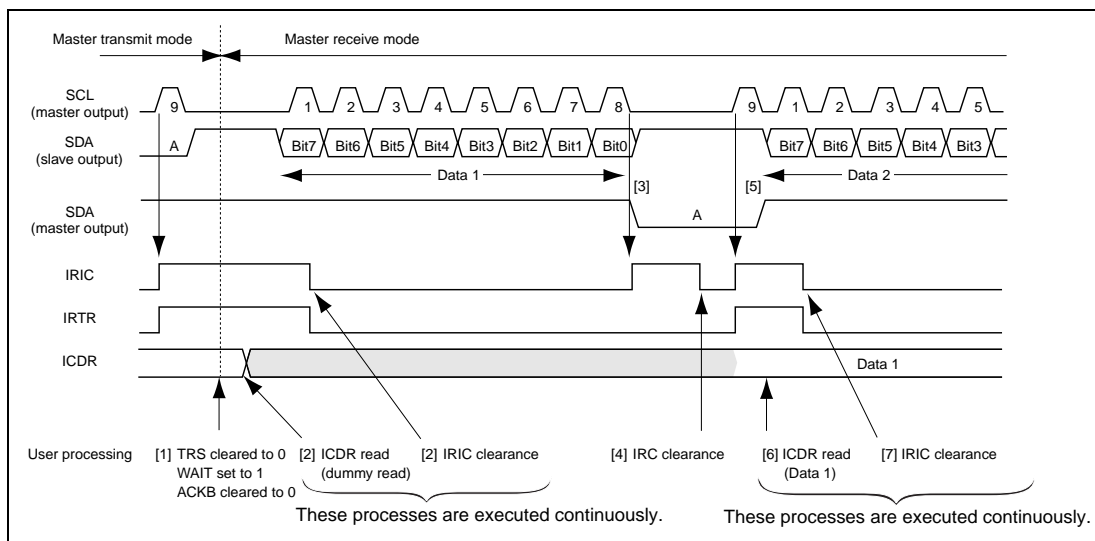 Master transmit mode Master receive mode
SCL
(master output)
9 1 2 3 4 5 6 7 8 9 1 2 3 4 5
SDA
(slave output)
A Bit7 Bit6 Bit5 Bit4 Bit3 Bit2 Bit1 Bit0 Bit7 Bit6 Bit5 Bit4 Bit3
Data 1 [3] [5] Data 2
SDA
(master output)
A
IRIC
IRTR
ICDR Data 1
User processing [1] TRS cleared to 0 [2] ICDR read [2] IRIC clearance [4] IRC clearance [6] ICDR read [7] IRIC clearance
WAIT set to 1 (dummy read) (Data 1)
ACKB cleared to 0
These processes are executed continuously. These processes are executed continuously.